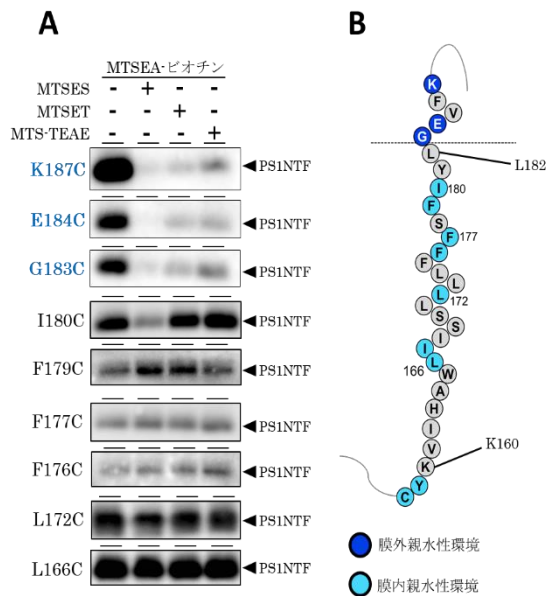 A
MTSEA-ビオチン
MTSES - + - -
MTSET - - + -
MTS-TEAE - - - +
K187C ◀PS1NTF
E184C ◀PS1NTF
G183C ◀PS1NTF
I180C ◀PS1NTF
F179C ◀PS1NTF
F177C ◀PS1NTF
F176C ◀PS1NTF
L172C ◀PS1NTF
L166C ◀PS1NTF
B
K
F
V
E
G
L
L182
Y
I 180
F
S
F 177
F
F
L
L
L 172
L
S
S
I
I
166 L
W
A
H
I
V
K
K160
Y
C
膜外親水性環境
膜内親水性環境